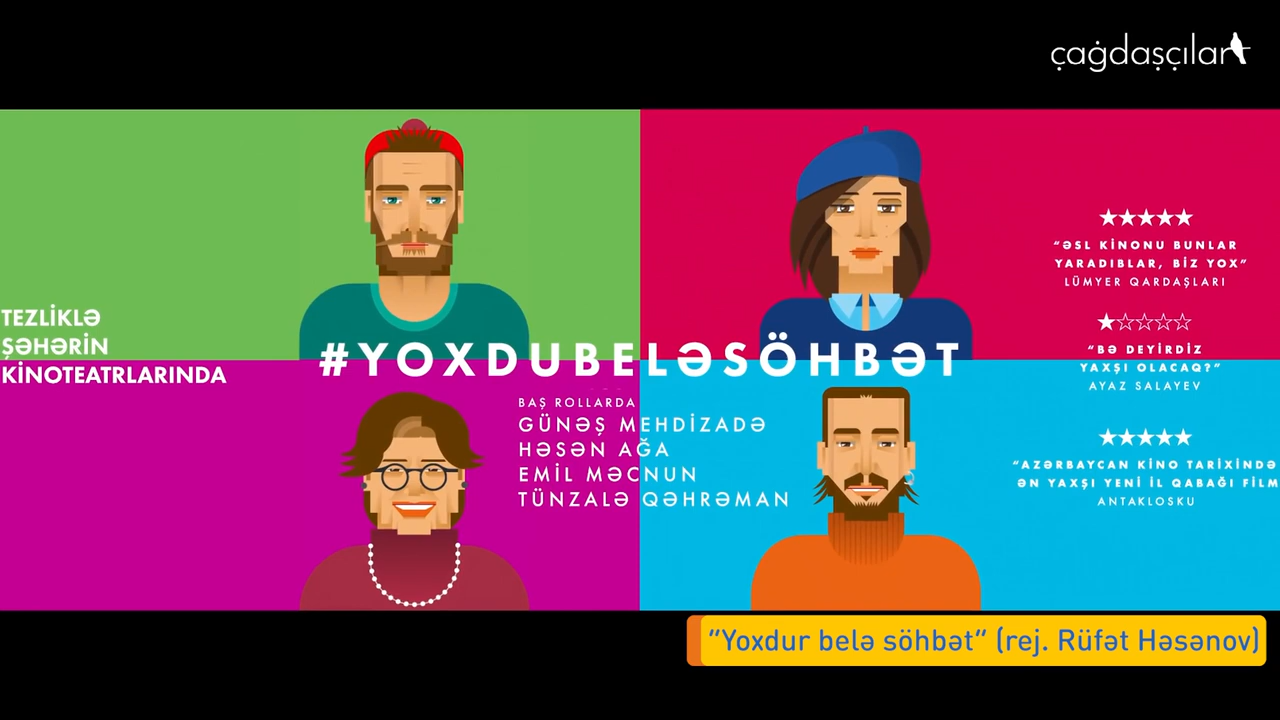 çağdaşçılar
★★★★★
“ƏSL KİNONU BUNLAR
YARADIBLAR, BİZ YOX”
LÜMYER QARDAŞLARI
TEZLİKLƏ
ŞƏHƏRİN
KİNOTEATRLARINDA
#YOXDUBELƏSÖHBƏT
★☆☆☆☆
“BƏ DEYİRDİZ
YAXŞI OLACAQ?”
AYAZ SALAYEV
BAŞ ROLLARDA
GÜNƏŞ MEHDİZADƏ
HƏSƏN AĞA
EMİL MƏCNUN
TÜNZALƏ QƏHRƏMAN
★★★★★
“AZƏRBAYCAN KİNO TARİXİNDƏ
ƏN YAXŞI YENİ İL QABAĞI FİLM
ANTAKLOSKU
“Yoxdur belə söhbət” (rej. Rüfət Həsənov)